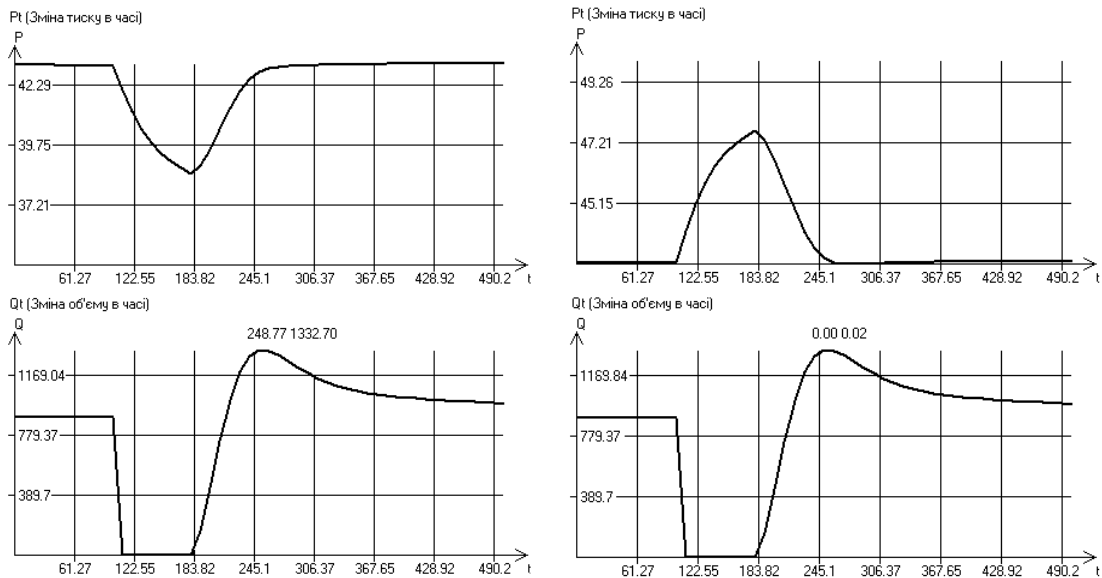 Pt (Зміна тиску в часі)
P
42.29
39.75
37.21
61.27 122.55 183.82 245.1 306.37 367.65 428.92 490.2 t
Pt (Зміна тиску в часі)
P
49.26
47.21
45.15
61.27 122.55 183.82 245.1 306.37 367.65 428.92 490.2 t
Qt (Зміна об'єму в часі)
Q
248.77 1332.70
1169.04
779.37
389.7
61.27 122.55 183.82 245.1 306.37 367.65 428.92 490.2 t
Qt (Зміна об'єму в часі)
Q
0.00 0.02
1169.84
779.37
389.7
61.27 122.55 183.82 245.1 306.37 367.65 428.92 490.2 t